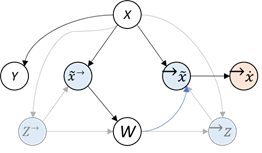 X
Y x̃→ →x̃ →ẋ
Z→ W →Z